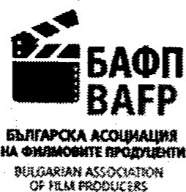 БАФП
BAFP
БЪЛГАРСКА АСОЦИАЦИЯ
НА ФИЛМОВИТЕ ПРОДУЦЕНТИ
BULGARIAN ASSOCIATION
OF FILM PRODUCERS